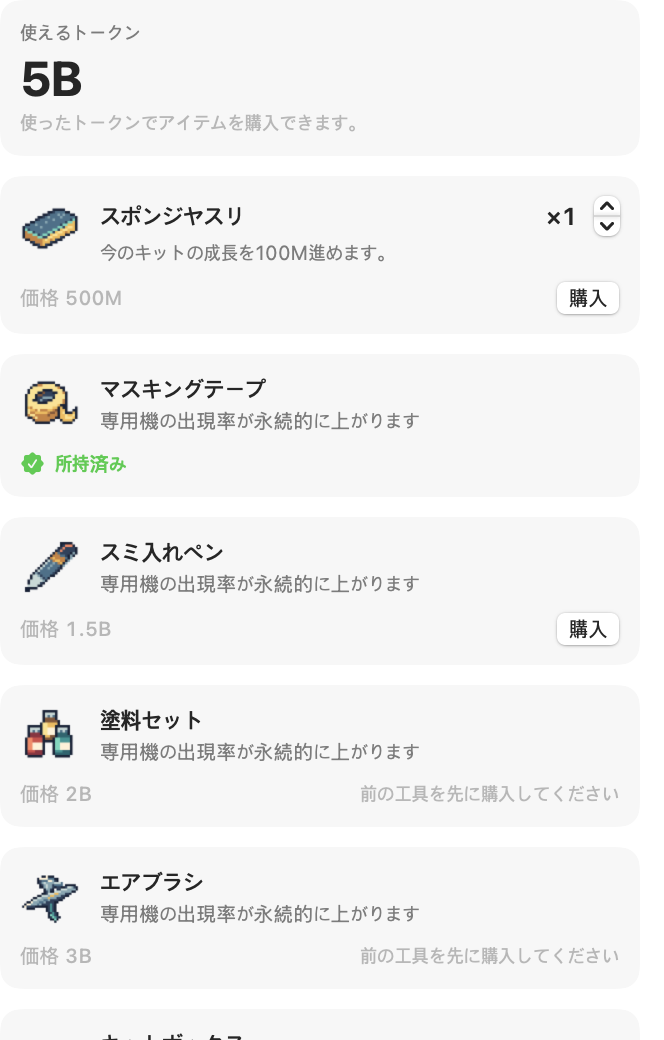 使えるトークン
5B
使ったトークンでアイテムを購入できます。
スポンジヤスリ
×1
今のキットの成長を100M進めます。
価格 500M
購入
マスキングテープ
専用機の出現率が永続的に上がります
所持済み
スミ入れペン
専用機の出現率が永続的に上がります
価格 1.5B
購入
塗料セット
専用機の出現率が永続的に上がります
価格 2B
前の工具を先に購入してください
エアブラシ
専用機の出現率が永続的に上がります
価格 3B
前の工具を先に購入してください